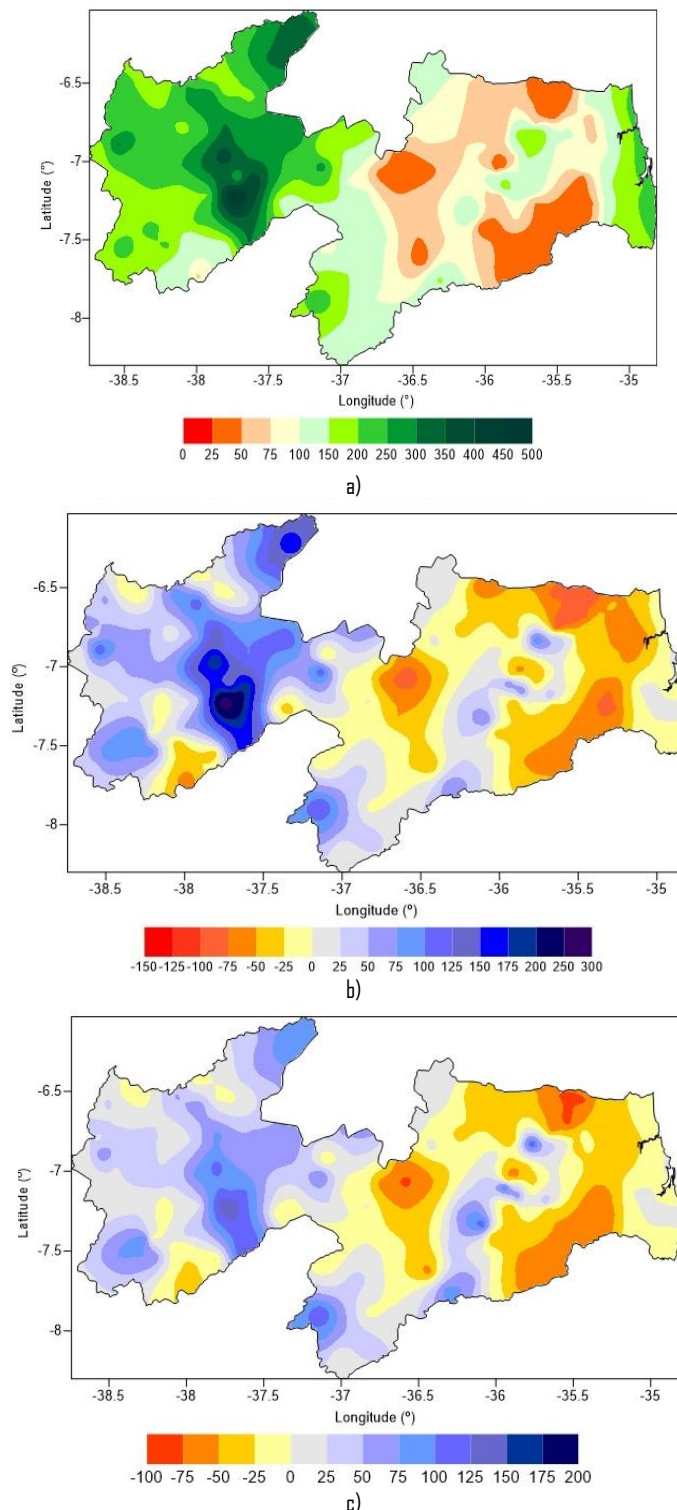 -6.5
-7
-7.5
-8
Latitude (°)
-38.5 -38 -37.5 -37 -36.5 -36 -35.5 -35
Longitude (°)
0 25 50 75 100 150 200 250 300 350 400 450 500
a)
-6.5
-7
-7.5
-8
Latitude (º)
-38.5 -38 -37.5 -37 -36.5 -36 -35.5 -35
Longitude (º)
-150 -125 -100 -75 -50 -25 0 25 50 75 100 125 150 175 200 250 300
b)
-6.5
-7
-7.5
-8
Latitude (º)
-38.5 -38 -37.5 -37 -36.5 -36 -35.5 -35
Longitude (º)
-100 -75 -50 -25 0 25 50 75 100 125 150 175 200
c)